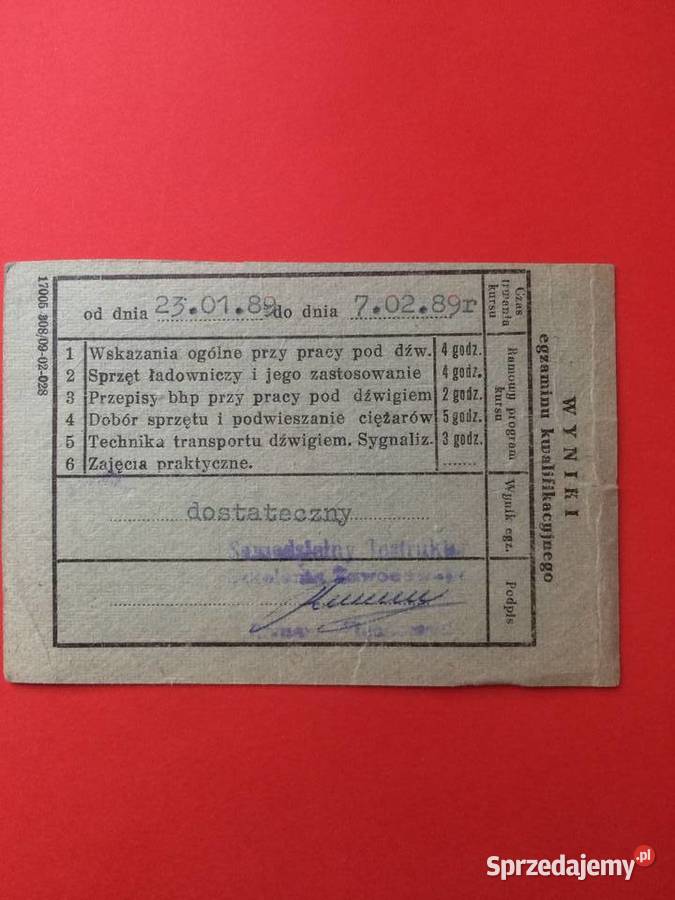 WYNIKI
egzaminu kwalifikacyjnego
Czas
trwania
kursu
od dnia 23.01.89 do dnia 7.02.89r
Ramowy program
kursu
1 Wskazania ogólne przy pracy pod dźw. 4 godz.
2 Sprzęt ładowniczy i jego zastosowanie 4 godz.
3 Przepisy bhp przy pracy pod dźwigiem 2 godz.
4 Dobór sprzętu i podwieszanie ciężarów 5 godz.
5 Technika transportu dźwigiem. Sygnaliz. 3 godz.
6 Zajęcia praktyczne. ......
Wynik egz.
dostateczny
Podpis
Samodzielny
17005 808/09-02-028
Sprzedajemy.pl